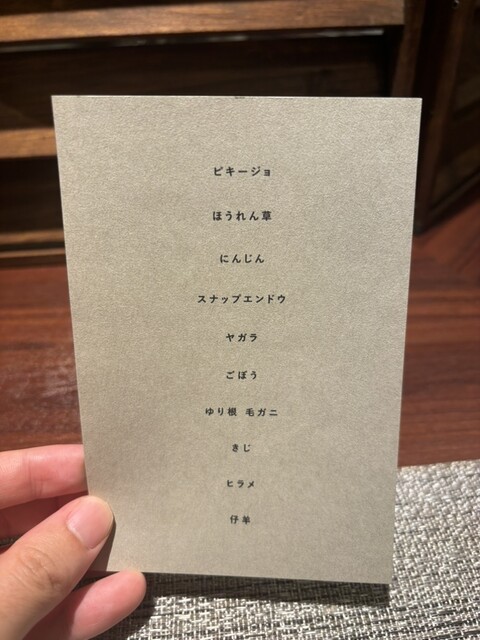 ピキージョ
ほうれん草
にんじん
スナップエンドウ
ヤガラ
ごぼう
ゆり根 毛ガニ
きじ
ヒラメ
仔羊